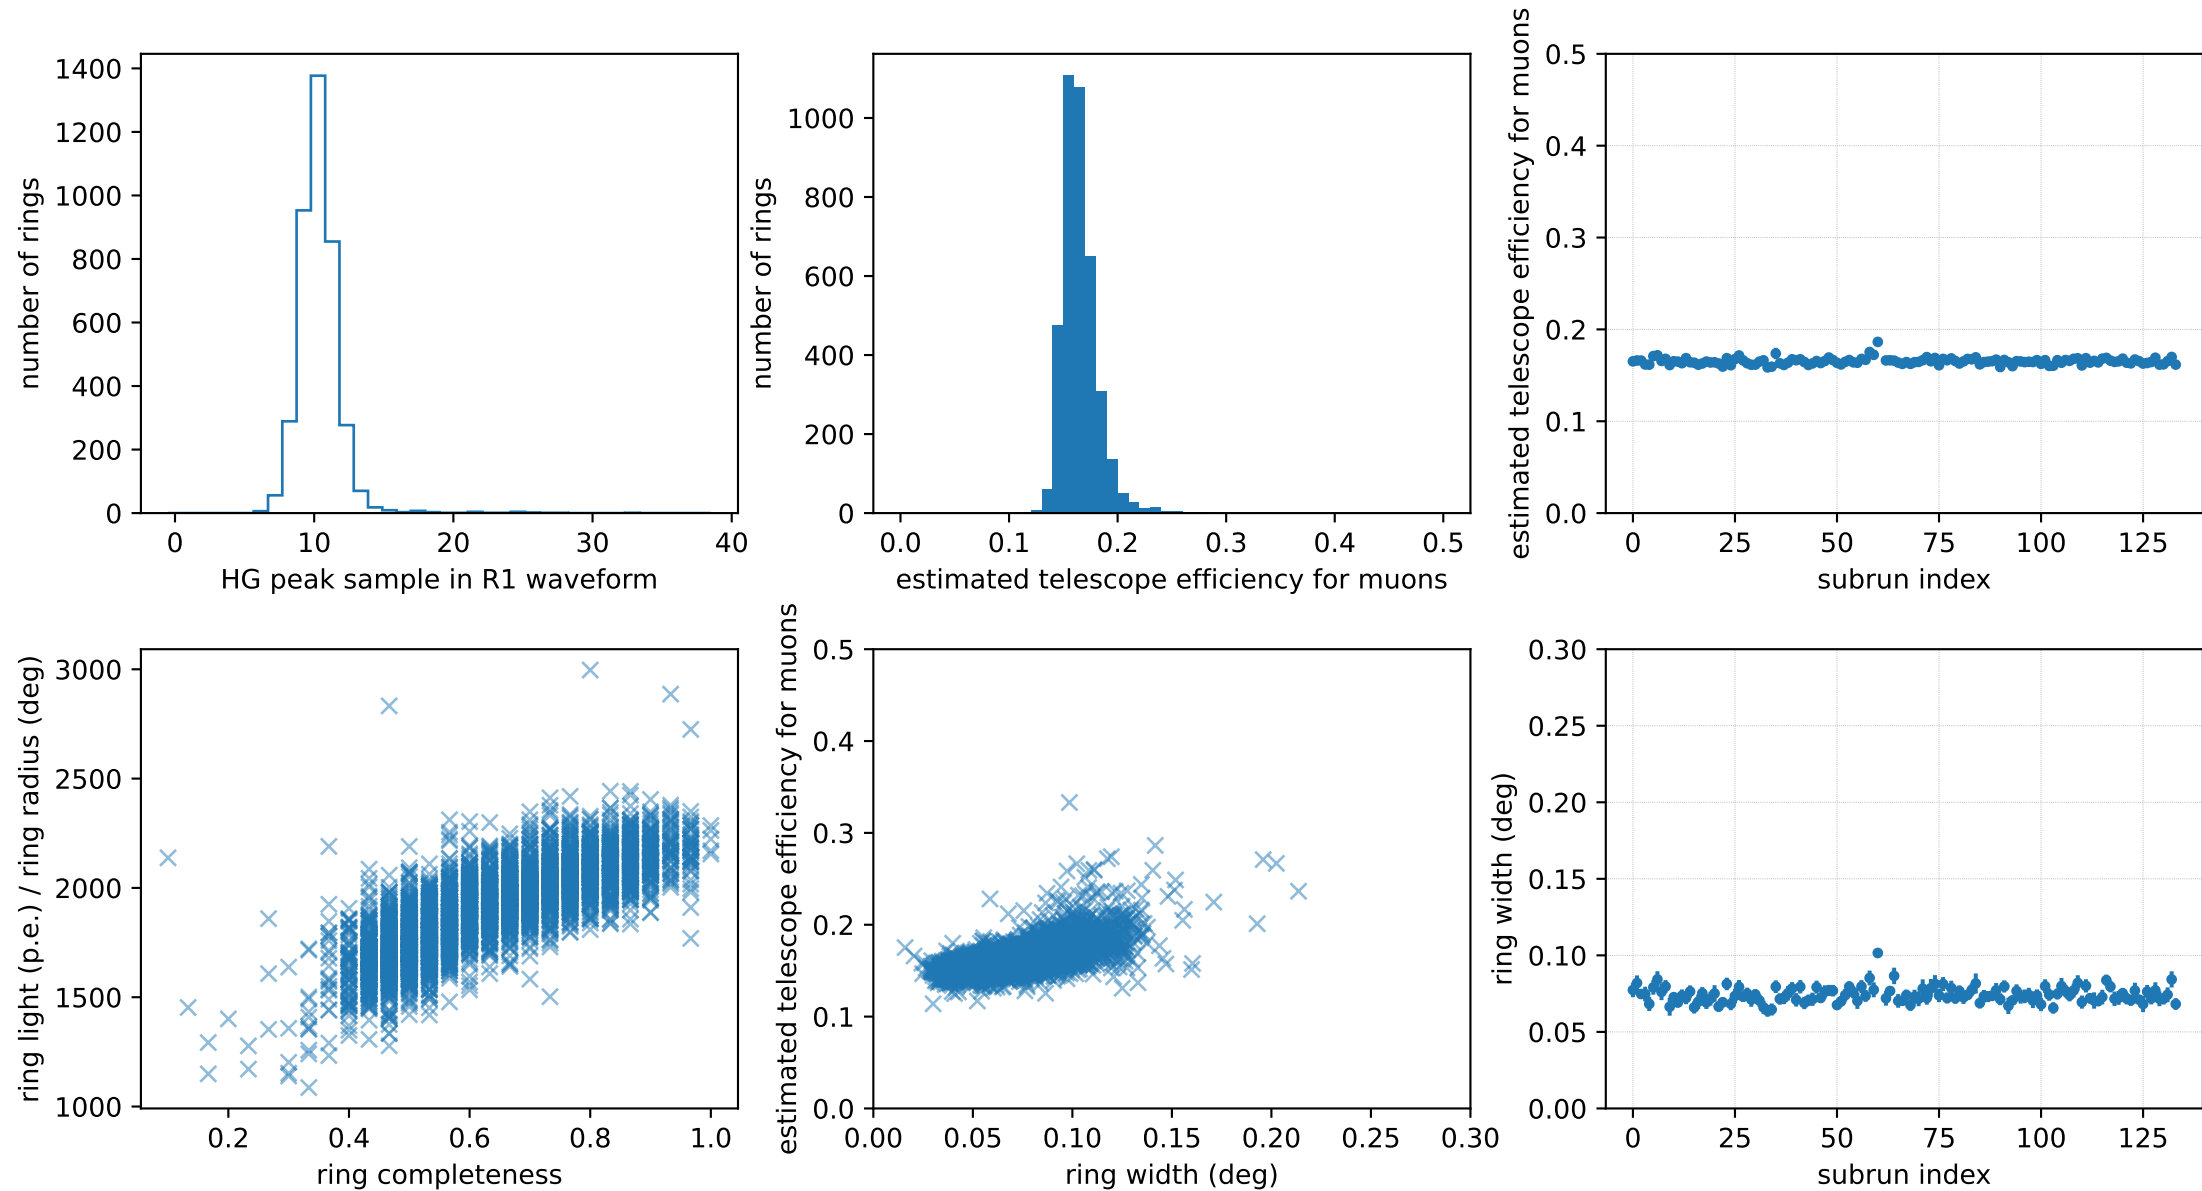 1400
1200
1000
800
600
400
200
0
number of rings
0 10 20 30 40
HG peak sample in R1 waveform
1000
800
600
400
200
0
number of rings
0.0 0.1 0.2 0.3 0.4 0.5
estimated telescope efficiency for muons
0.5
0.4
0.3
0.2
0.1
0.0
estimated telescope efficiency for muons
0 25 50 75 100 125
subrun index
3000
2500
2000
1500
1000
ring light (p.e.) / ring radius (deg)
0.2 0.4 0.6 0.8 1.0
ring completeness
0.5
0.4
0.3
0.2
0.1
0.0
estimated telescope efficiency for muons
0.00 0.05 0.10 0.15 0.20 0.25 0.30
ring width (deg)
0.30
0.25
0.20
0.15
0.10
0.05
0.00
ring width (deg)
0 25 50 75 100 125
subrun index